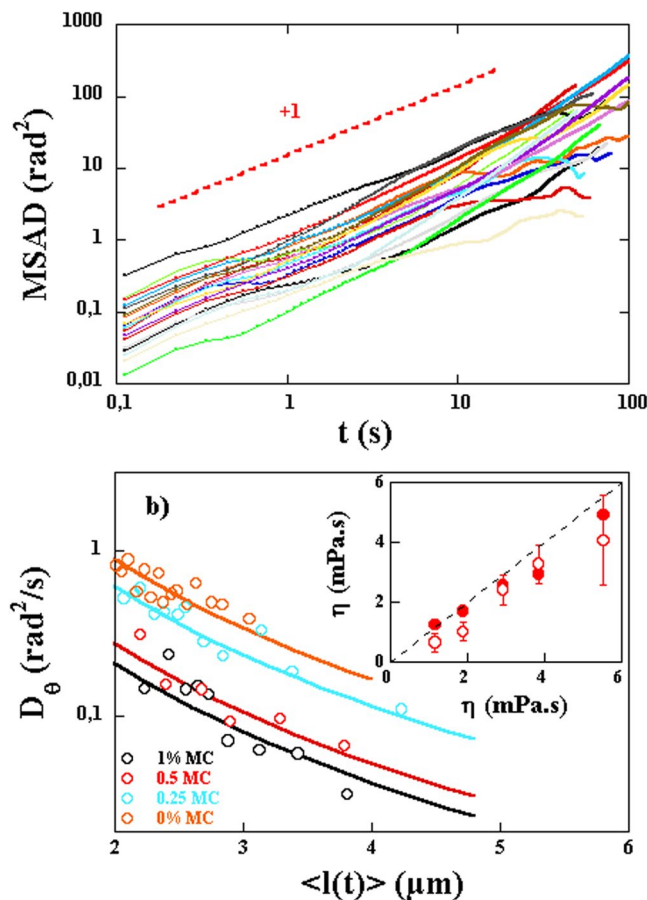 1000
100
10
1
0,1
0,01
MSAD (rad²)
+1
0,1 1 10 100
t (s)
b)
1
0,1
Dθ (rad²/s)
1% MC
0.5 MC
0.25 MC
0% MC
2 3 4 5 6
<l(t)> (µm)
6
4
2
0
η (mPa.s)
0 2 4 6
η (mPa.s)